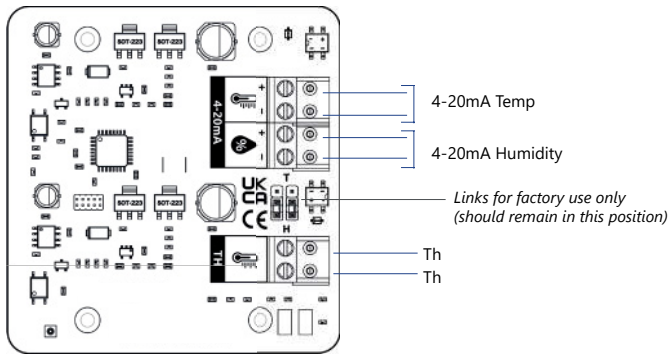 SOT-223
SOT-223
4-20mA
+
−
+
−
%
4-20mA Temp
4-20mA Humidity
T
UK
CA
CE
H
Links for factory use only
(should remain in this position)
SOT-223
SOT-223
TH
Th
Th